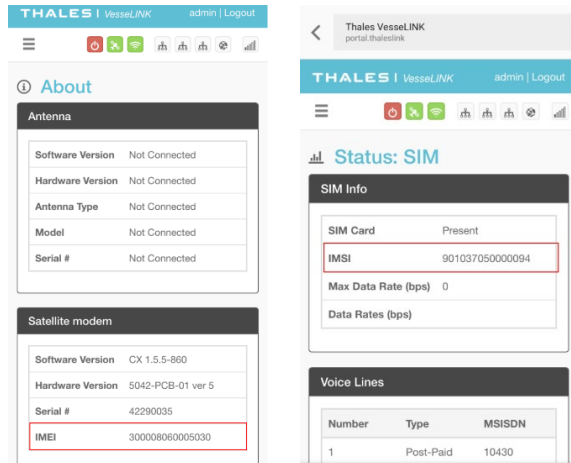 THALES | VesseLINK admin | Logout
About
Antenna
Software Version Not Connected
Hardware Version Not Connected
Antenna Type Not Connected
Model Not Connected
Serial # Not Connected
Satellite modem
Software Version CX 1.5.5-860
Hardware Version 5042-PCB-01 ver 5
Serial # 42290035
IMEI 300008060005030
Thales VesseLINK
portal.thaleslink
THALES | VesseLINK admin | Logout
Status: SIM
SIM Info
SIM Card Present
IMSI 901037050000094
Max Data Rate (bps) 0
Data Rates (bps)
Voice Lines
Number Type MSISDN
1 Post-Paid 10430